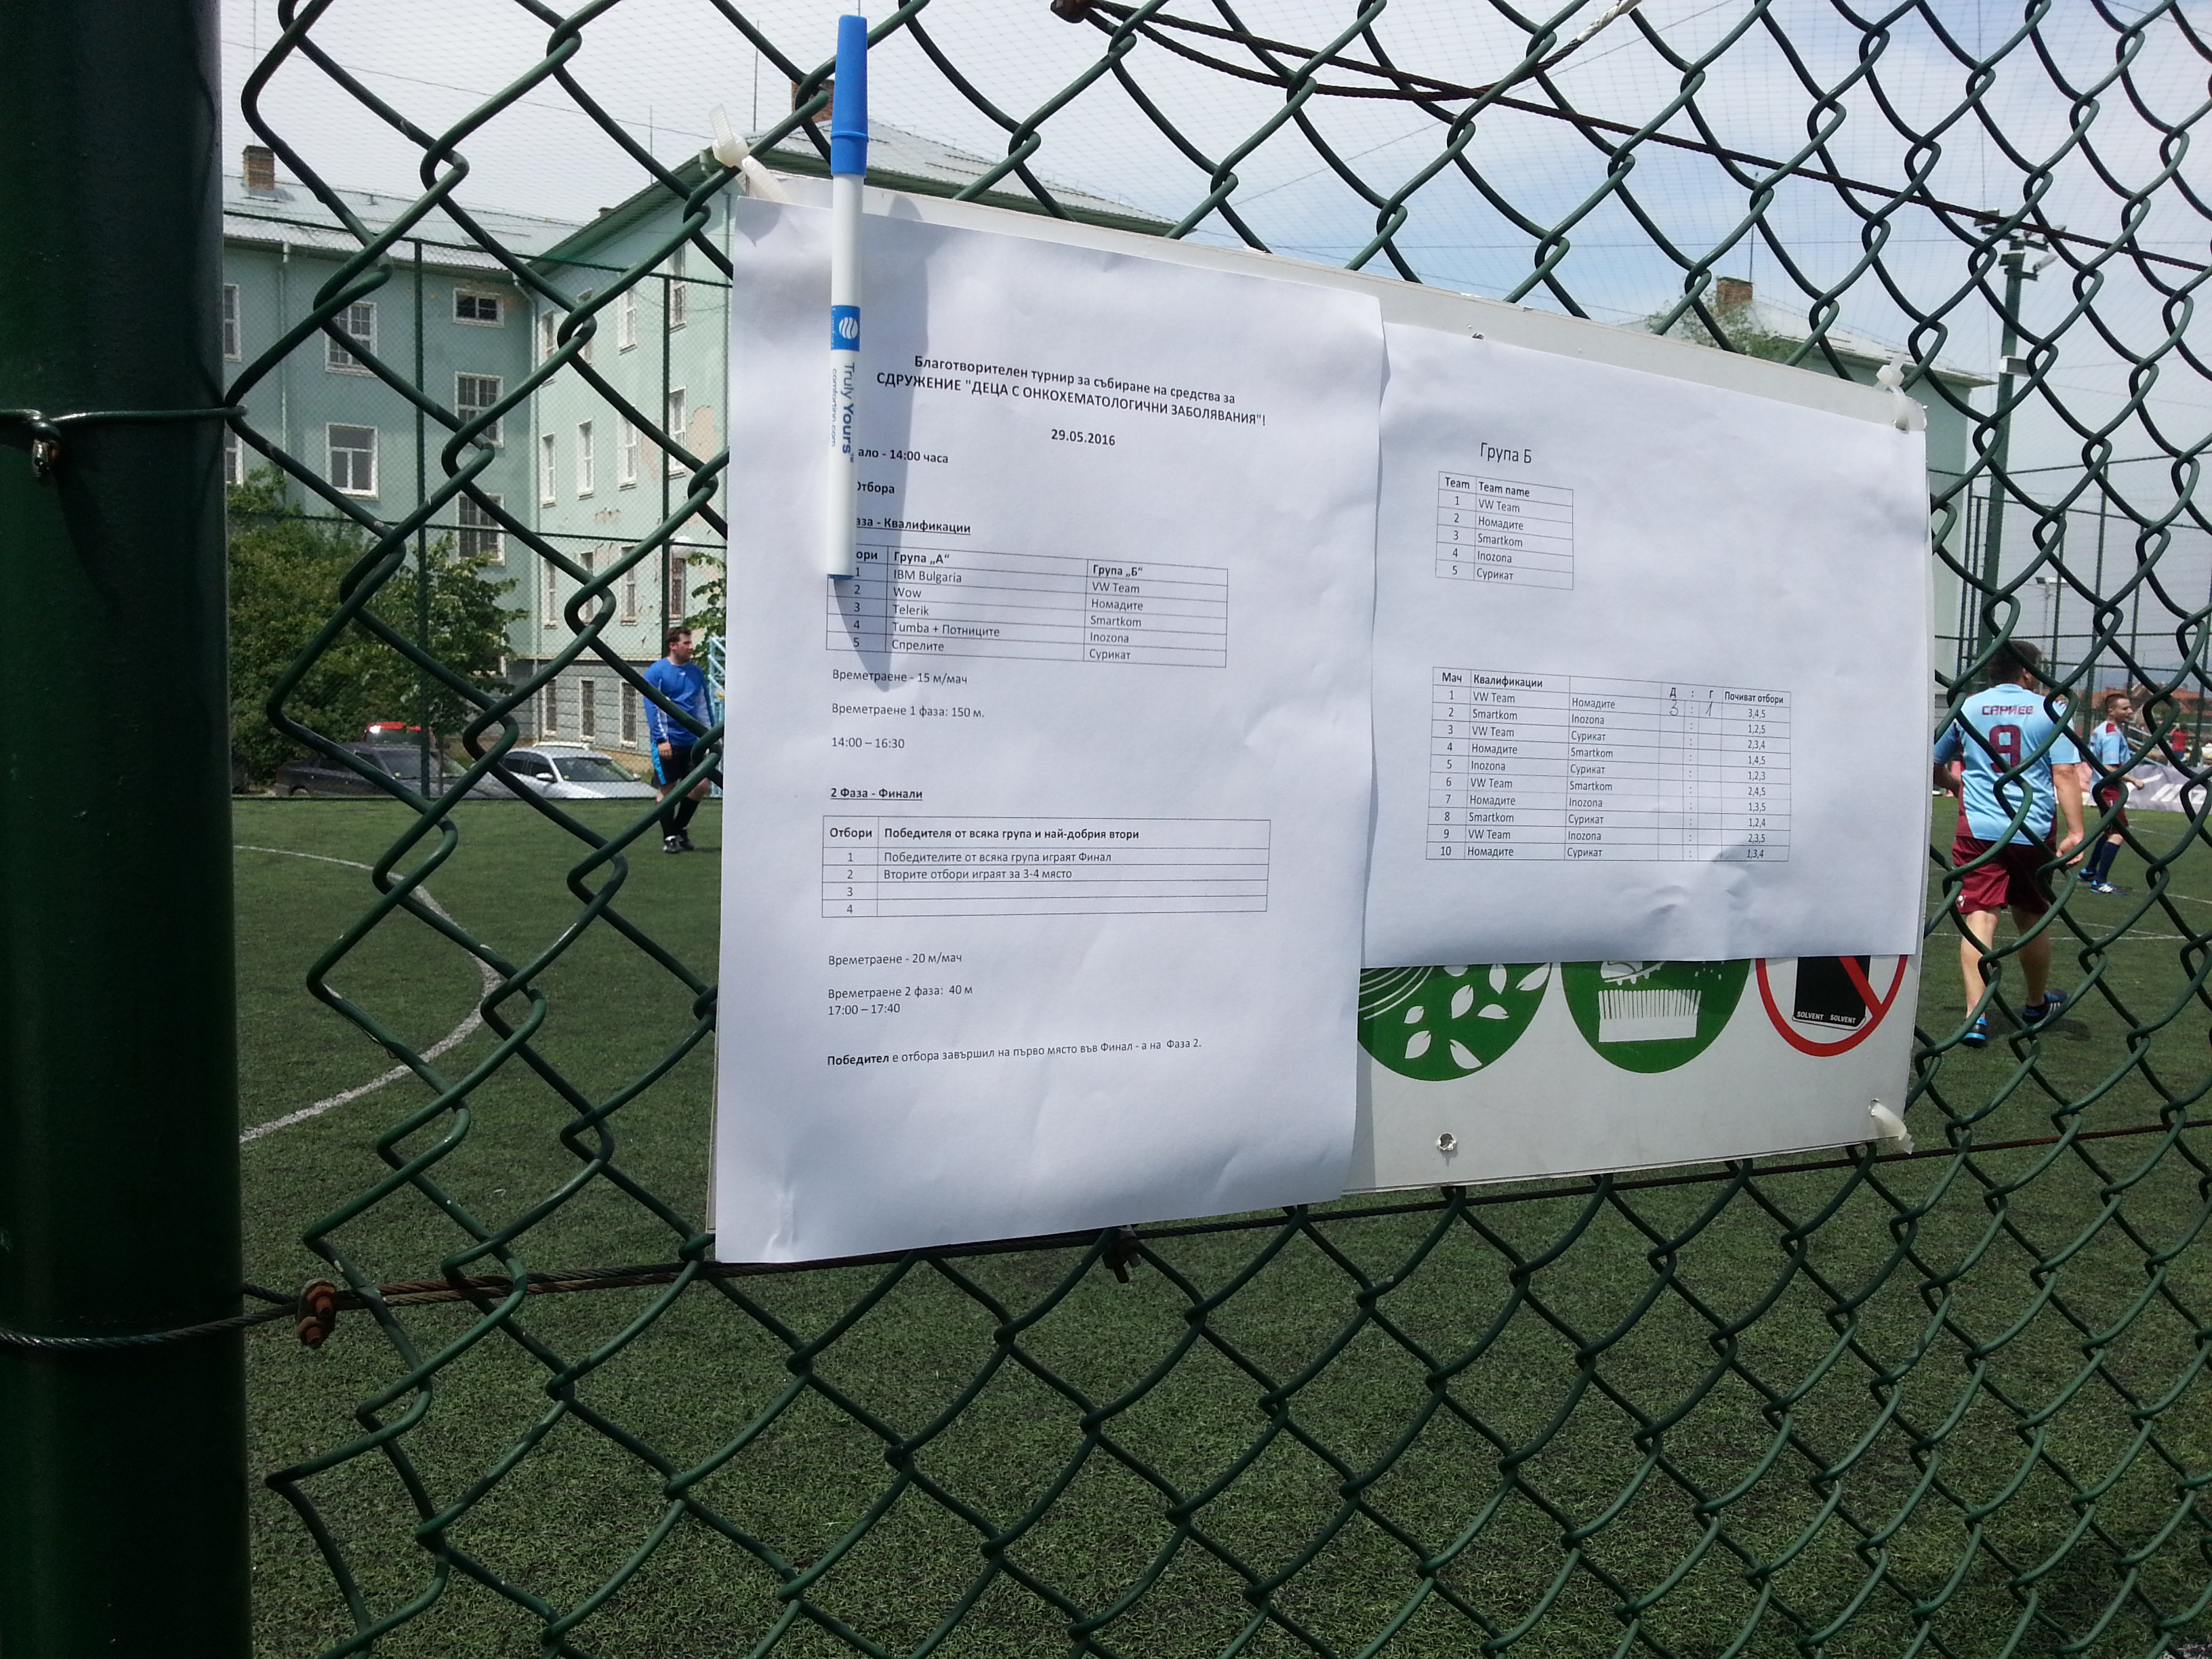 Благотворителен турнир за събиране на средства за
СДРУЖЕНИЕ "ДЕЦА С ОНКОХЕМАТОЛОГИЧНИ ЗАБОЛЯВАНИЯ"!
29.05.2016
ало - 14:00 часа
Отбора
аза - Квалификации
ори Група „А“ Група „Б“
1 IBM Bulgaria VW Team
2 Wow Номадите
3 Telerik Smartkom
4 Tumba + Потниците Inozona
5 Спрелите Сурикат
Времетраене - 15 м/мач
Времетраене 1 фаза: 150 м.
14:00 – 16:30
2 Фаза - Финали
Отбори Победителя от всяка група и най-добрия втори
1 Победителите от всяка група играят Финал
2 Вторите отбори играят за 3-4 място
3
4
Времетраене - 20 м/мач
Времетраене 2 фаза: 40 м
17:00 – 17:40
Победител е отбора завършил на първо място във Финал - а на Фаза 2.
Truly Yours™
comfortinn.com
Група Б
Team Team name
1 VW Team
2 Номадите
3 Smartkom
4 Inozona
5 Сурикат
Мач Квалификации Д : Г Почиват отбори
1 VW Team Номадите 3 : 1 3,4,5
2 Smartkom Inozona : 1,2,5
3 VW Team Сурикат : 2,3,4
4 Номадите Smartkom : 1,4,5
5 Inozona Сурикат : 1,2,3
6 VW Team Smartkom : 2,4,5
7 Номадите Inozona : 1,3,5
8 Smartkom Сурикат : 1,2,4
9 VW Team Inozona : 2,3,5
10 Номадите Сурикат : 1,3,4
SOLVENT SOLVENT
САРИЕВ
9